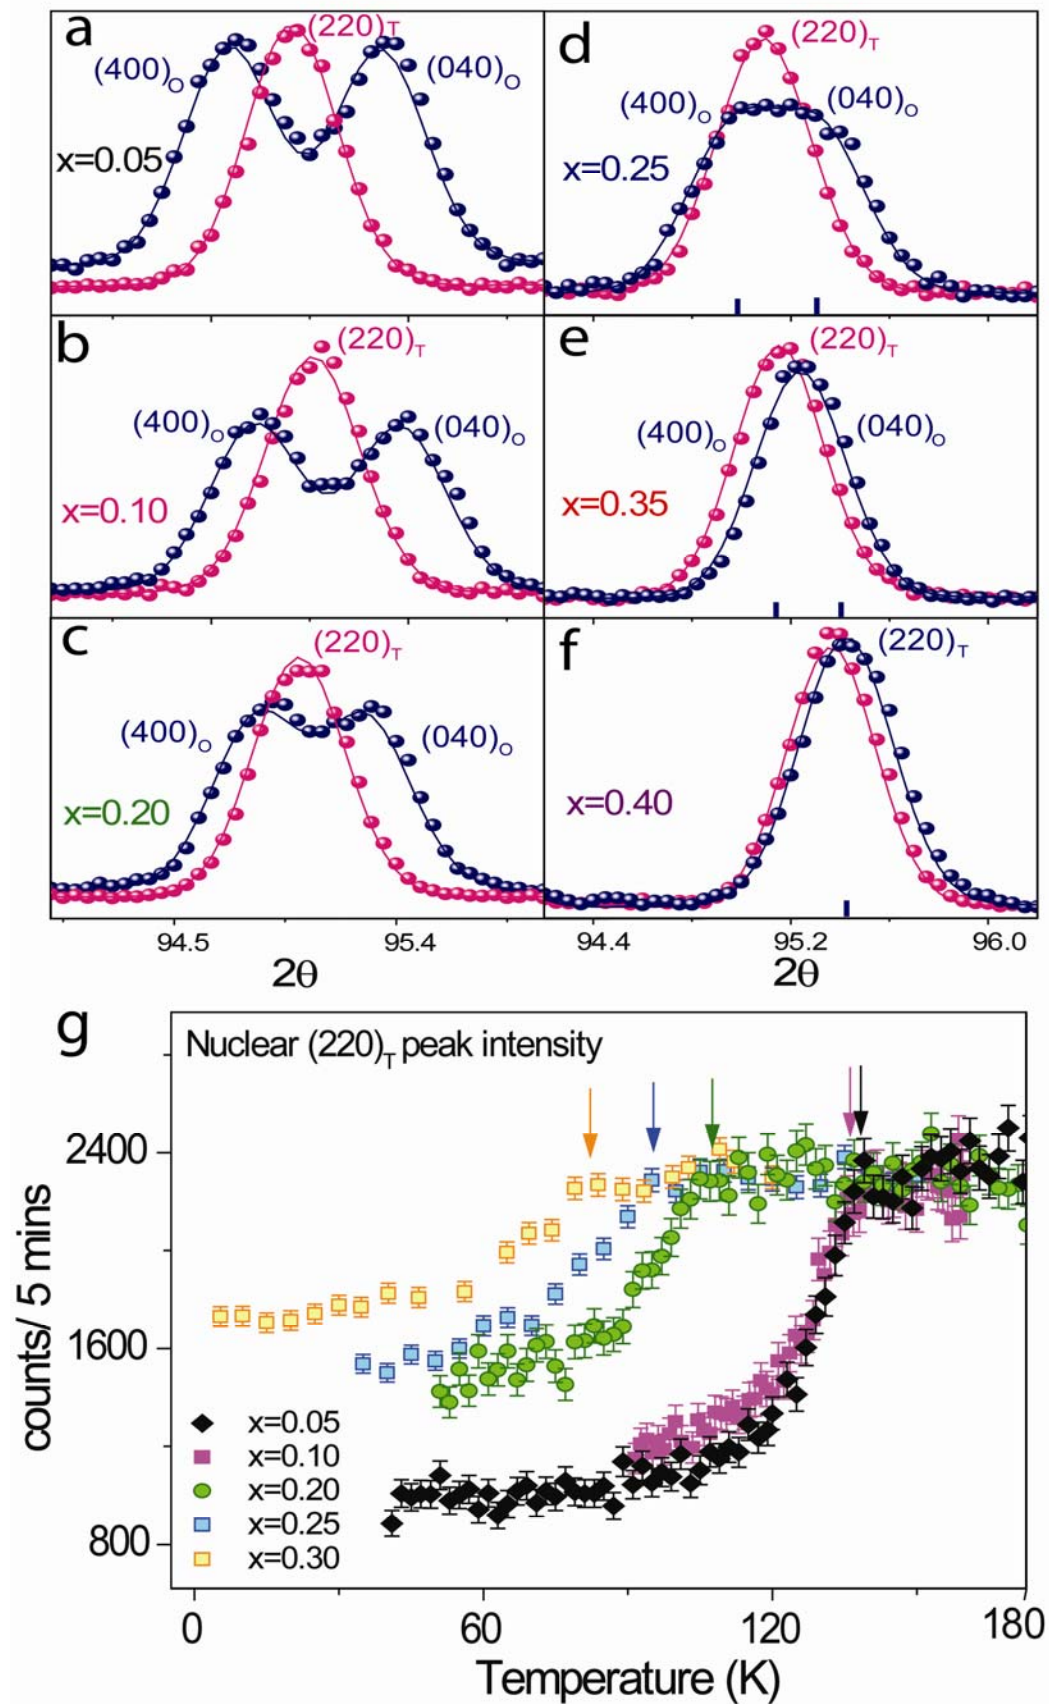 a
(220)T
(400)O
(040)O
x=0.05
d
(220)T
(400)O
(040)O
x=0.25
b
(220)T
(400)O
(040)O
x=0.10
e
(220)T
(400)O
(040)O
x=0.35
c
(220)T
(400)O
(040)O
x=0.20
f
(220)T
x=0.40
94.5
95.4
94.4
95.2
96.0
2θ
2θ
g
Nuclear (220)T peak intensity
2400
1600
800
counts/ 5 mins
x=0.05
x=0.10
x=0.20
x=0.25
x=0.30
0
60
120
180
Temperature (K)